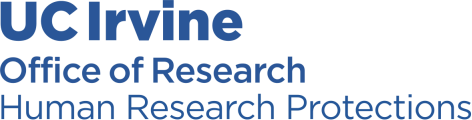 UC Irvine
Office of Research
Human Research Protections